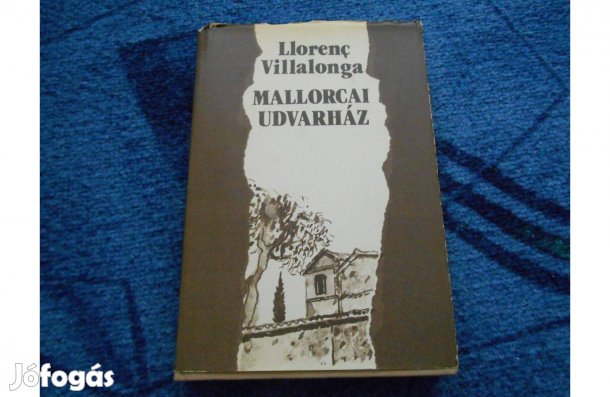 Llorenç
Villalonga
MALLORCAI
UDVARHÁZ
Jófogás